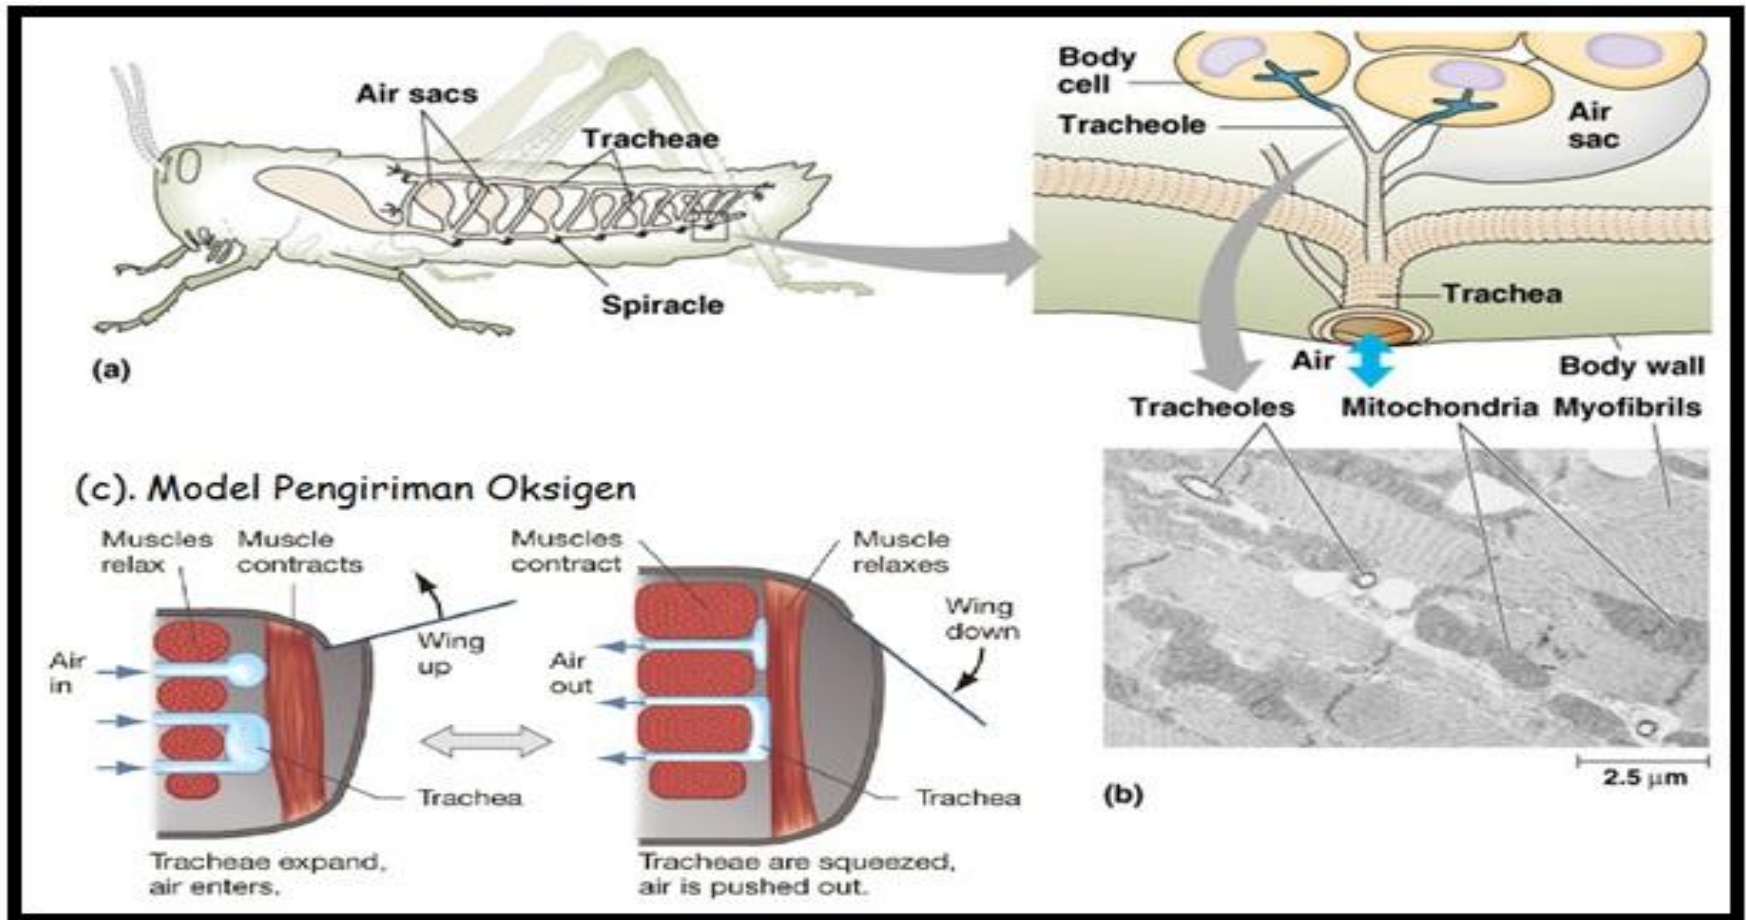 Air sacs
Tracheae
Spiracle
(a)
Body
cell
Tracheole
Air
sac
Trachea
Air
Body wall
Tracheoles
Mitochondria
Myofibrils
2.5 μm
(b)
(c). Model Pengiriman Oksigen
Muscles
relax
Muscle
contracts
Air
in
Wing
up
Trachea
Tracheae expand,
air enters.
Muscles
contract
Muscle
relaxes
Air
out
Wing
down
Trachea
Tracheae are squeezed,
air is pushed out.